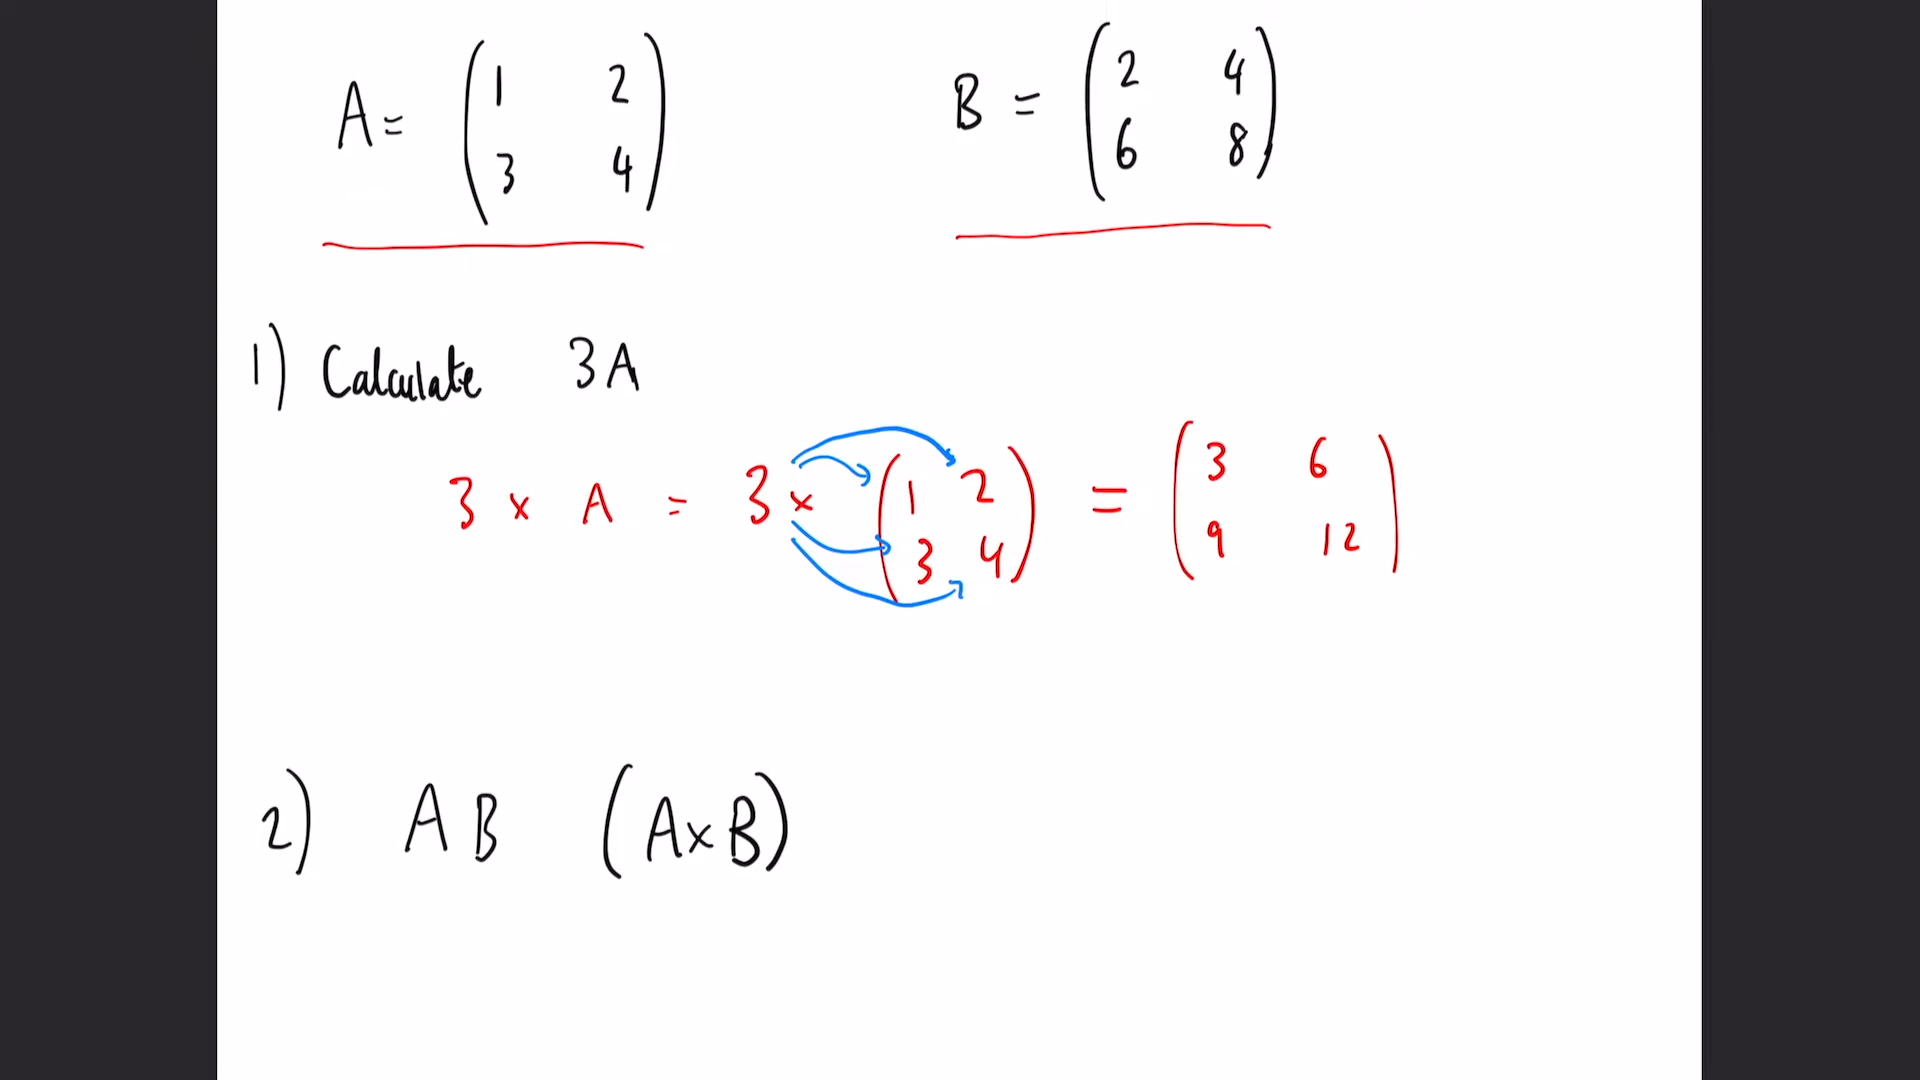 A = ( 1 2
3 4 )
B = ( 2 4
6 8 )
1) Calculate 3A
3 × A = 3 × ( 1 2
3 4 ) = ( 3 6
9 12 )
2) AB (A×B)